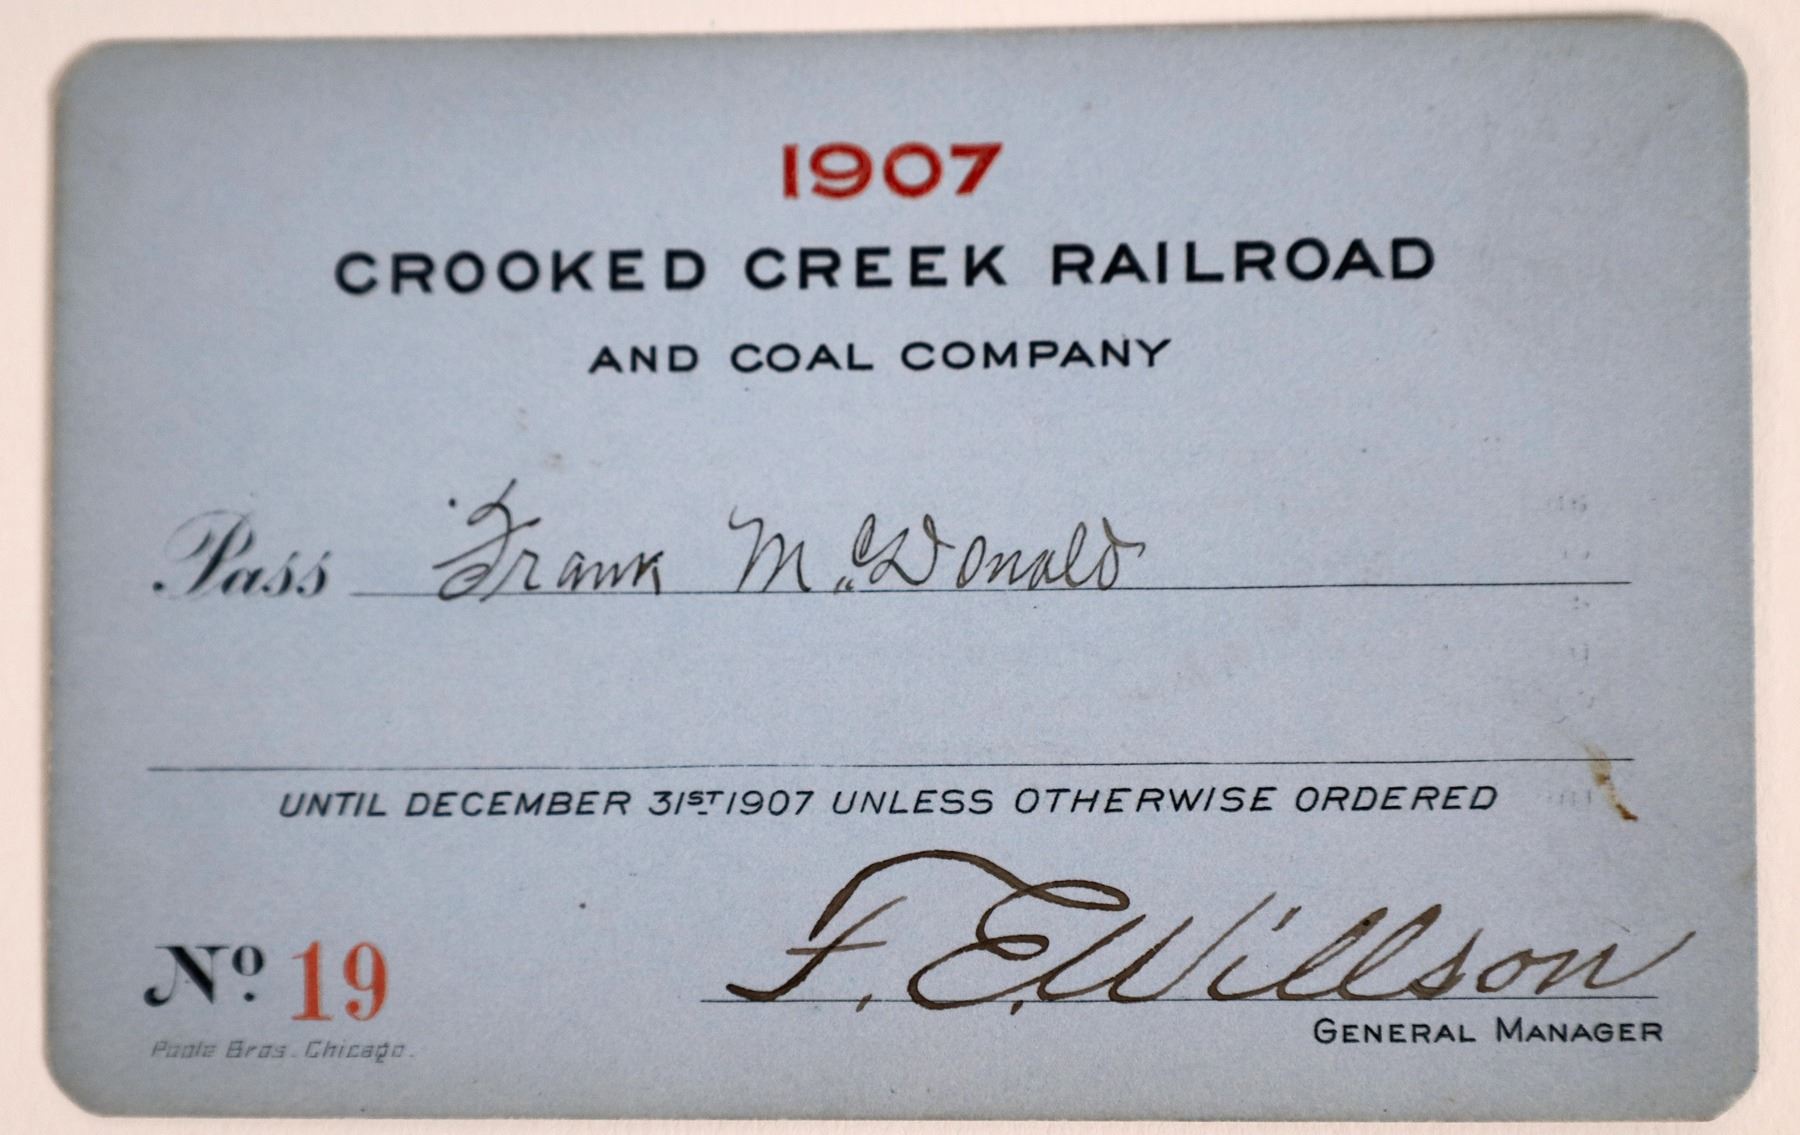 1907
CROOKED CREEK RAILROAD
AND COAL COMPANY
Pass Frank McDonald
UNTIL DECEMBER 31ST 1907 UNLESS OTHERWISE ORDERED
F. E. Willson
No. 19
GENERAL MANAGER
Poole Bros. Chicago.